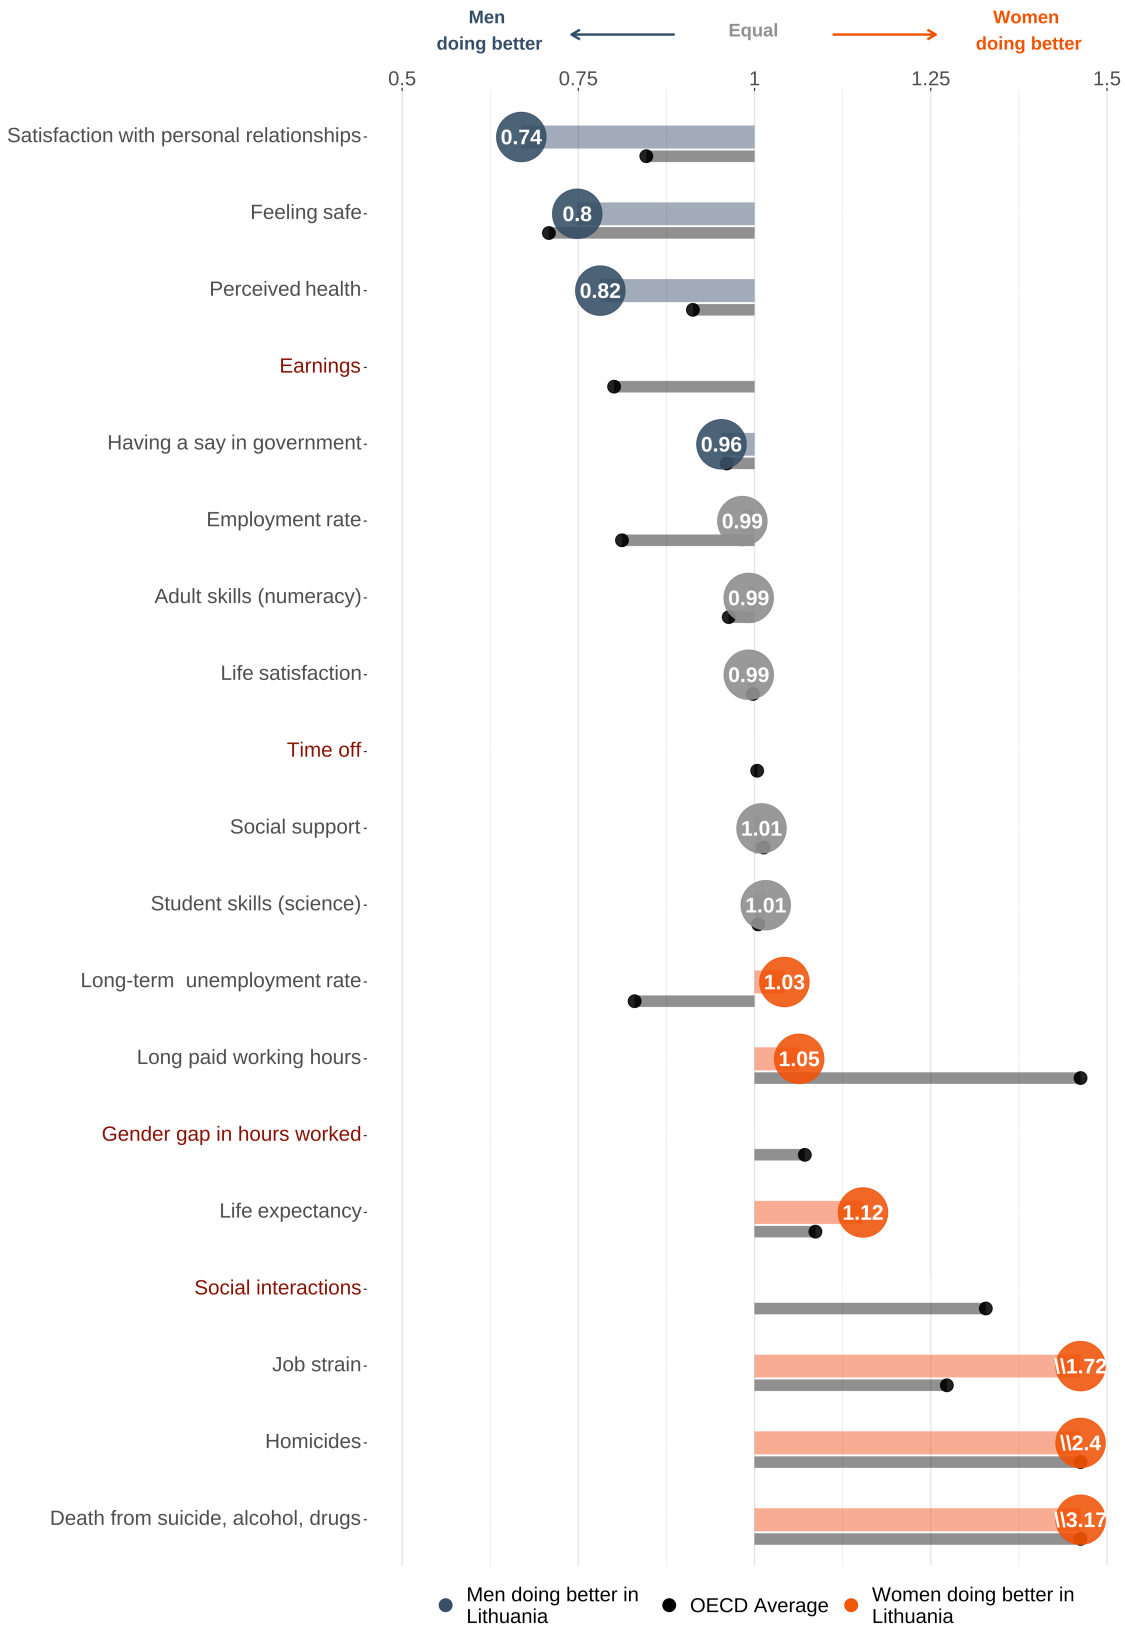 Men
doing better
Equal
Women
doing better
0.5 0.75 1 1.25 1.5
Satisfaction with personal relationships 0.74
Feeling safe 0.8
Perceived health 0.82
Earnings
Having a say in government 0.96
Employment rate 0.99
Adult skills (numeracy) 0.99
Life satisfaction 0.99
Time off
Social support 1.01
Student skills (science) 1.01
Long-term  unemployment rate 1.03
Long paid working hours 1.05
Gender gap in hours worked
Life expectancy 1.12
Social interactions
Job strain \\1.72
Homicides \\2.4
Death from suicide, alcohol, drugs \\3.17
Men doing better in
Lithuania
OECD Average
Women doing better in
Lithuania